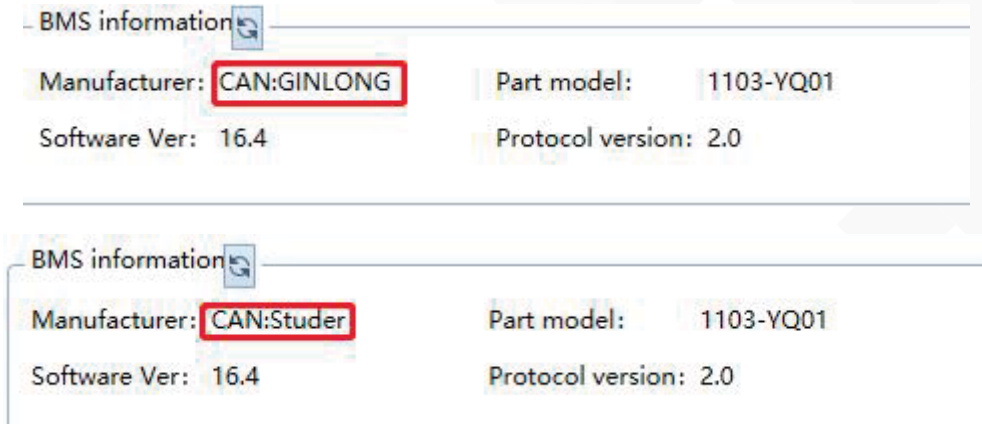 BMS information
Manufacturer: CAN:GINLONG Part model: 1103-YQ01
Software Ver: 16.4 Protocol version: 2.0
BMS information
Manufacturer: CAN:Studer Part model: 1103-YQ01
Software Ver: 16.4 Protocol version: 2.0